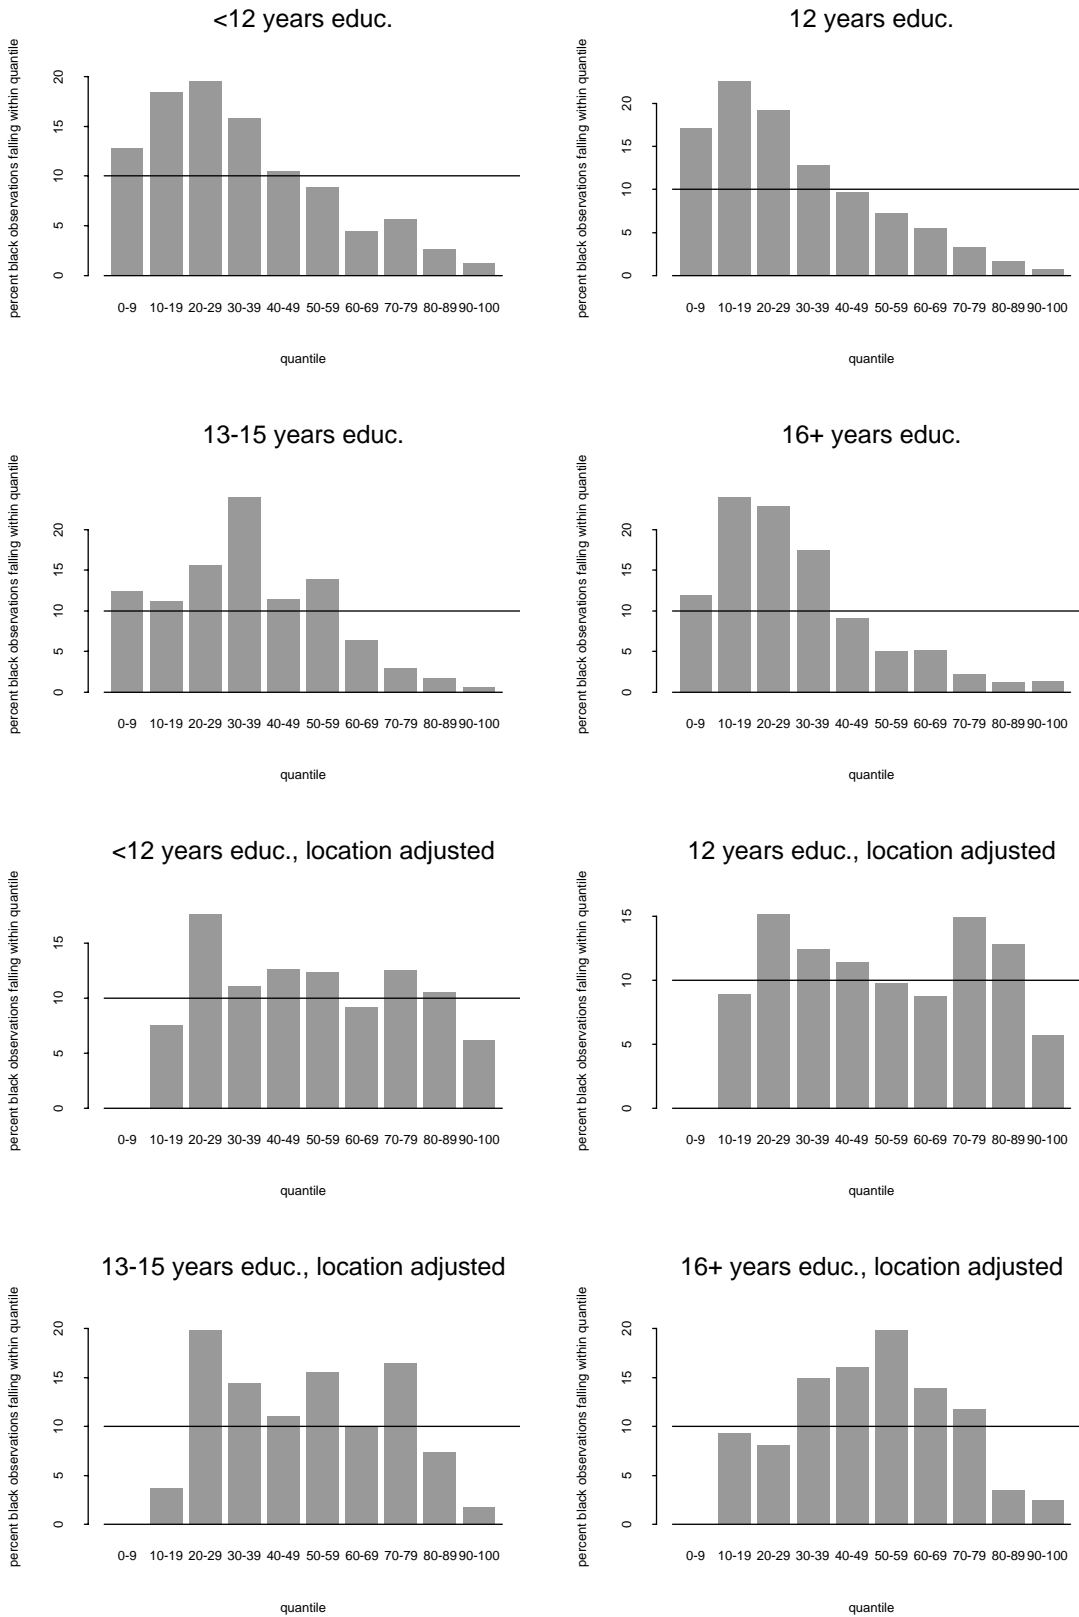 <12 years educ.
percent black observations falling within quantile
0 5 10 15 20
0-9 10-19 20-29 30-39 40-49 50-59 60-69 70-79 80-89 90-100
quantile
12 years educ.
percent black observations falling within quantile
0 5 10 15 20
0-9 10-19 20-29 30-39 40-49 50-59 60-69 70-79 80-89 90-100
quantile
13-15 years educ.
percent black observations falling within quantile
0 5 10 15 20
0-9 10-19 20-29 30-39 40-49 50-59 60-69 70-79 80-89 90-100
quantile
16+ years educ.
percent black observations falling within quantile
0 5 10 15 20
0-9 10-19 20-29 30-39 40-49 50-59 60-69 70-79 80-89 90-100
quantile
<12 years educ., location adjusted
percent black observations falling within quantile
0 5 10 15
0-9 10-19 20-29 30-39 40-49 50-59 60-69 70-79 80-89 90-100
quantile
12 years educ., location adjusted
percent black observations falling within quantile
0 5 10 15
0-9 10-19 20-29 30-39 40-49 50-59 60-69 70-79 80-89 90-100
quantile
13-15 years educ., location adjusted
percent black observations falling within quantile
0 5 10 15 20
0-9 10-19 20-29 30-39 40-49 50-59 60-69 70-79 80-89 90-100
quantile
16+ years educ., location adjusted
percent black observations falling within quantile
0 5 10 15 20
0-9 10-19 20-29 30-39 40-49 50-59 60-69 70-79 80-89 90-100
quantile